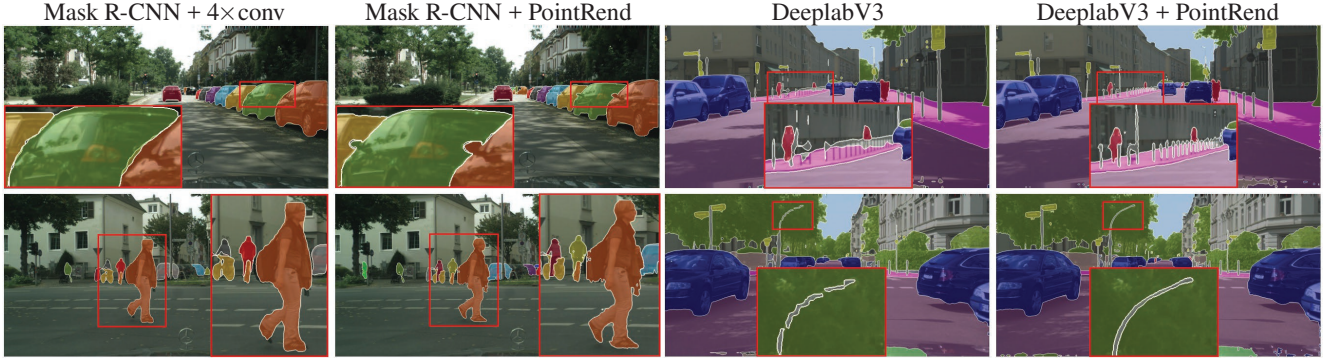 Mask R-CNN + 4×conv
Mask R-CNN + PointRend
DeeplabV3
DeeplabV3 + PointRend